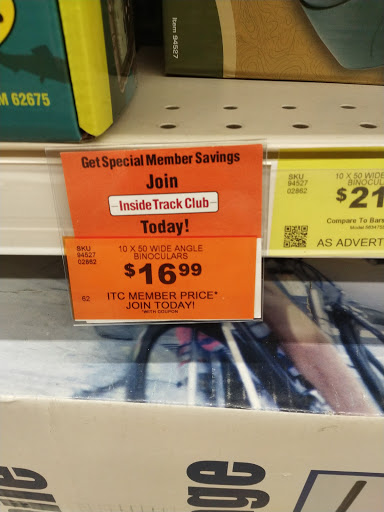 M 62675
Item 94527
Get Special Member Savings
Join
Inside Track Club
Today!
SKU
94527
02862
10 X 50 WIDE ANGLE
BINOCULARS
$16.99
62
ITC MEMBER PRICE*
JOIN TODAY!
*WITH COUPON
SKU
94527
02862
10 X 50 WIDE
BINOCUL
$21
Compare To Bars
AS ADVERT